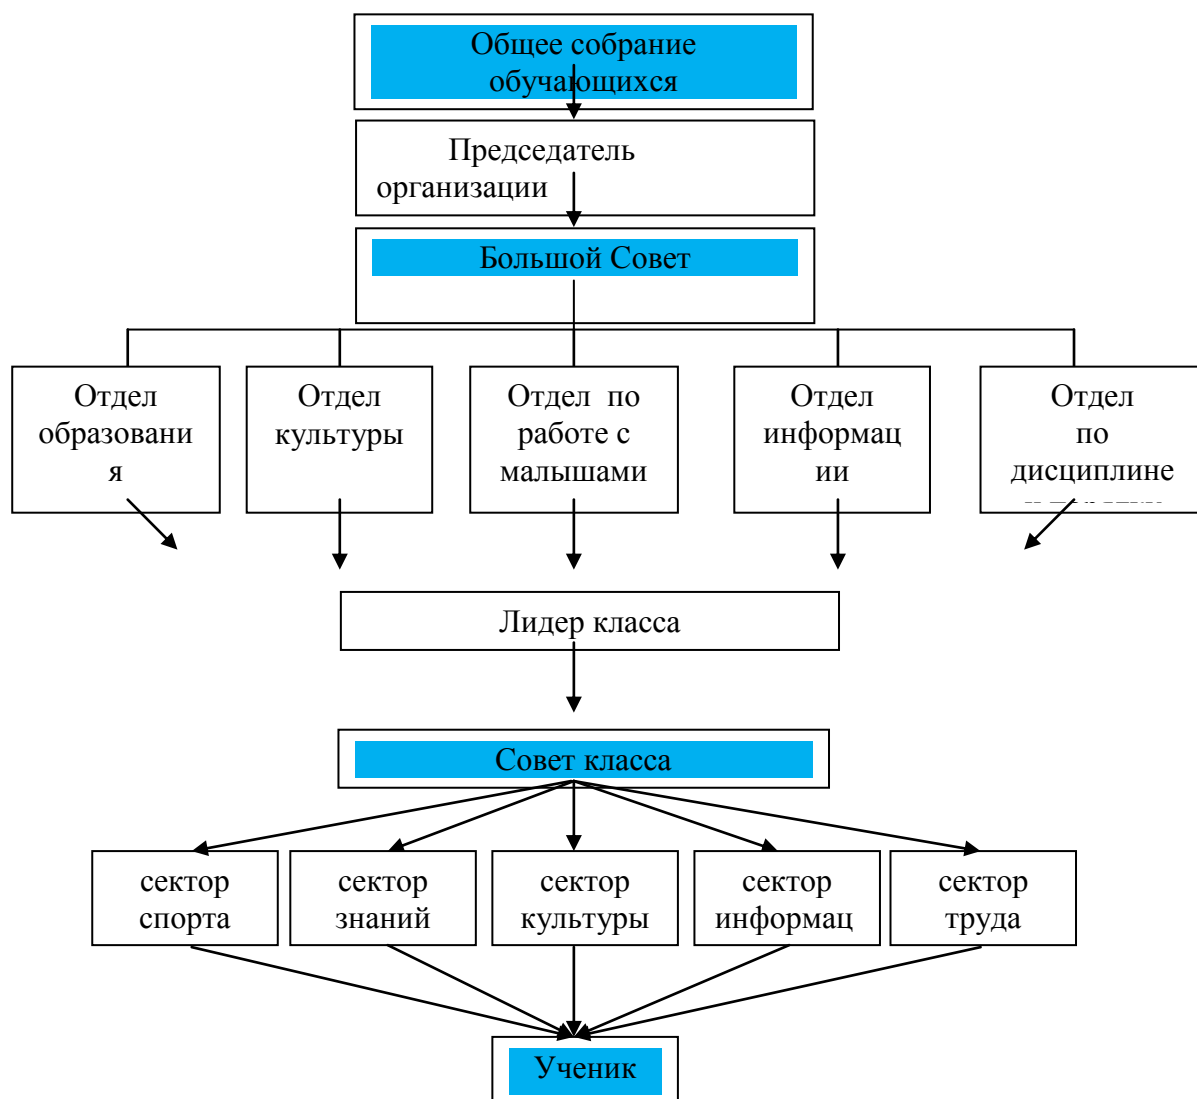 Общее собрание
обучающихся
Председатель
организации
Большой Совет
Отдел
образовани
я
Отдел
культуры
Отдел по
работе с
малышами
Отдел
информац
ии
Отдел
по
дисциплине
Лидер класса
Совет класса
сектор
спорта
сектор
знаний
сектор
культуры
сектор
информац
сектор
труда
Ученик